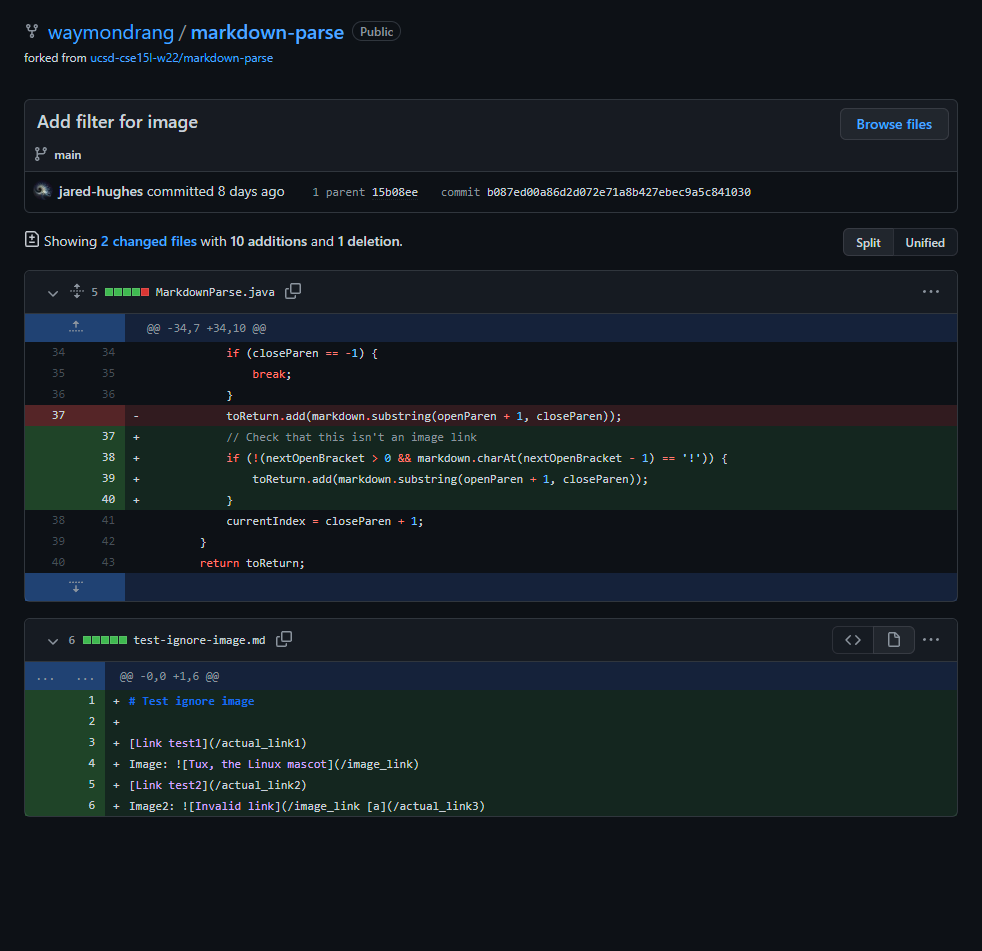 waymondrang / markdown-parse Public
forked from ucsd-cse15l-w22/markdown-parse
Add filter for image
Browse files
main
jared-hughes committed 8 days ago 1 parent 15b08ee commit b087ed00a86d2d072e71a8b427ebec9a5c841030
Showing 2 changed files with 10 additions and 1 deletion.
Split Unified
5 MarkdownParse.java
@@ -34,7 +34,10 @@
34 34 if (closeParen == -1) {
35 35 break;
36 36 }
37 - toReturn.add(markdown.substring(openParen + 1, closeParen));
37 + // Check that this isn't an image link
38 + if (!(nextOpenBracket > 0 && markdown.charAt(nextOpenBracket - 1) == '!')) {
39 + toReturn.add(markdown.substring(openParen + 1, closeParen));
40 + }
38 41 currentIndex = closeParen + 1;
39 42 }
40 43 return toReturn;
6 test-ignore-image.md
... ... @@ -0,0 +1,6 @@
1 + # Test ignore image
2 +
3 + [Link test1](/actual_link1)
4 + Image: ![Tux, the Linux mascot](/image_link)
5 + [Link test2](/actual_link2)
6 + Image2: ![Invalid link](/image_link [a](/actual_link3)